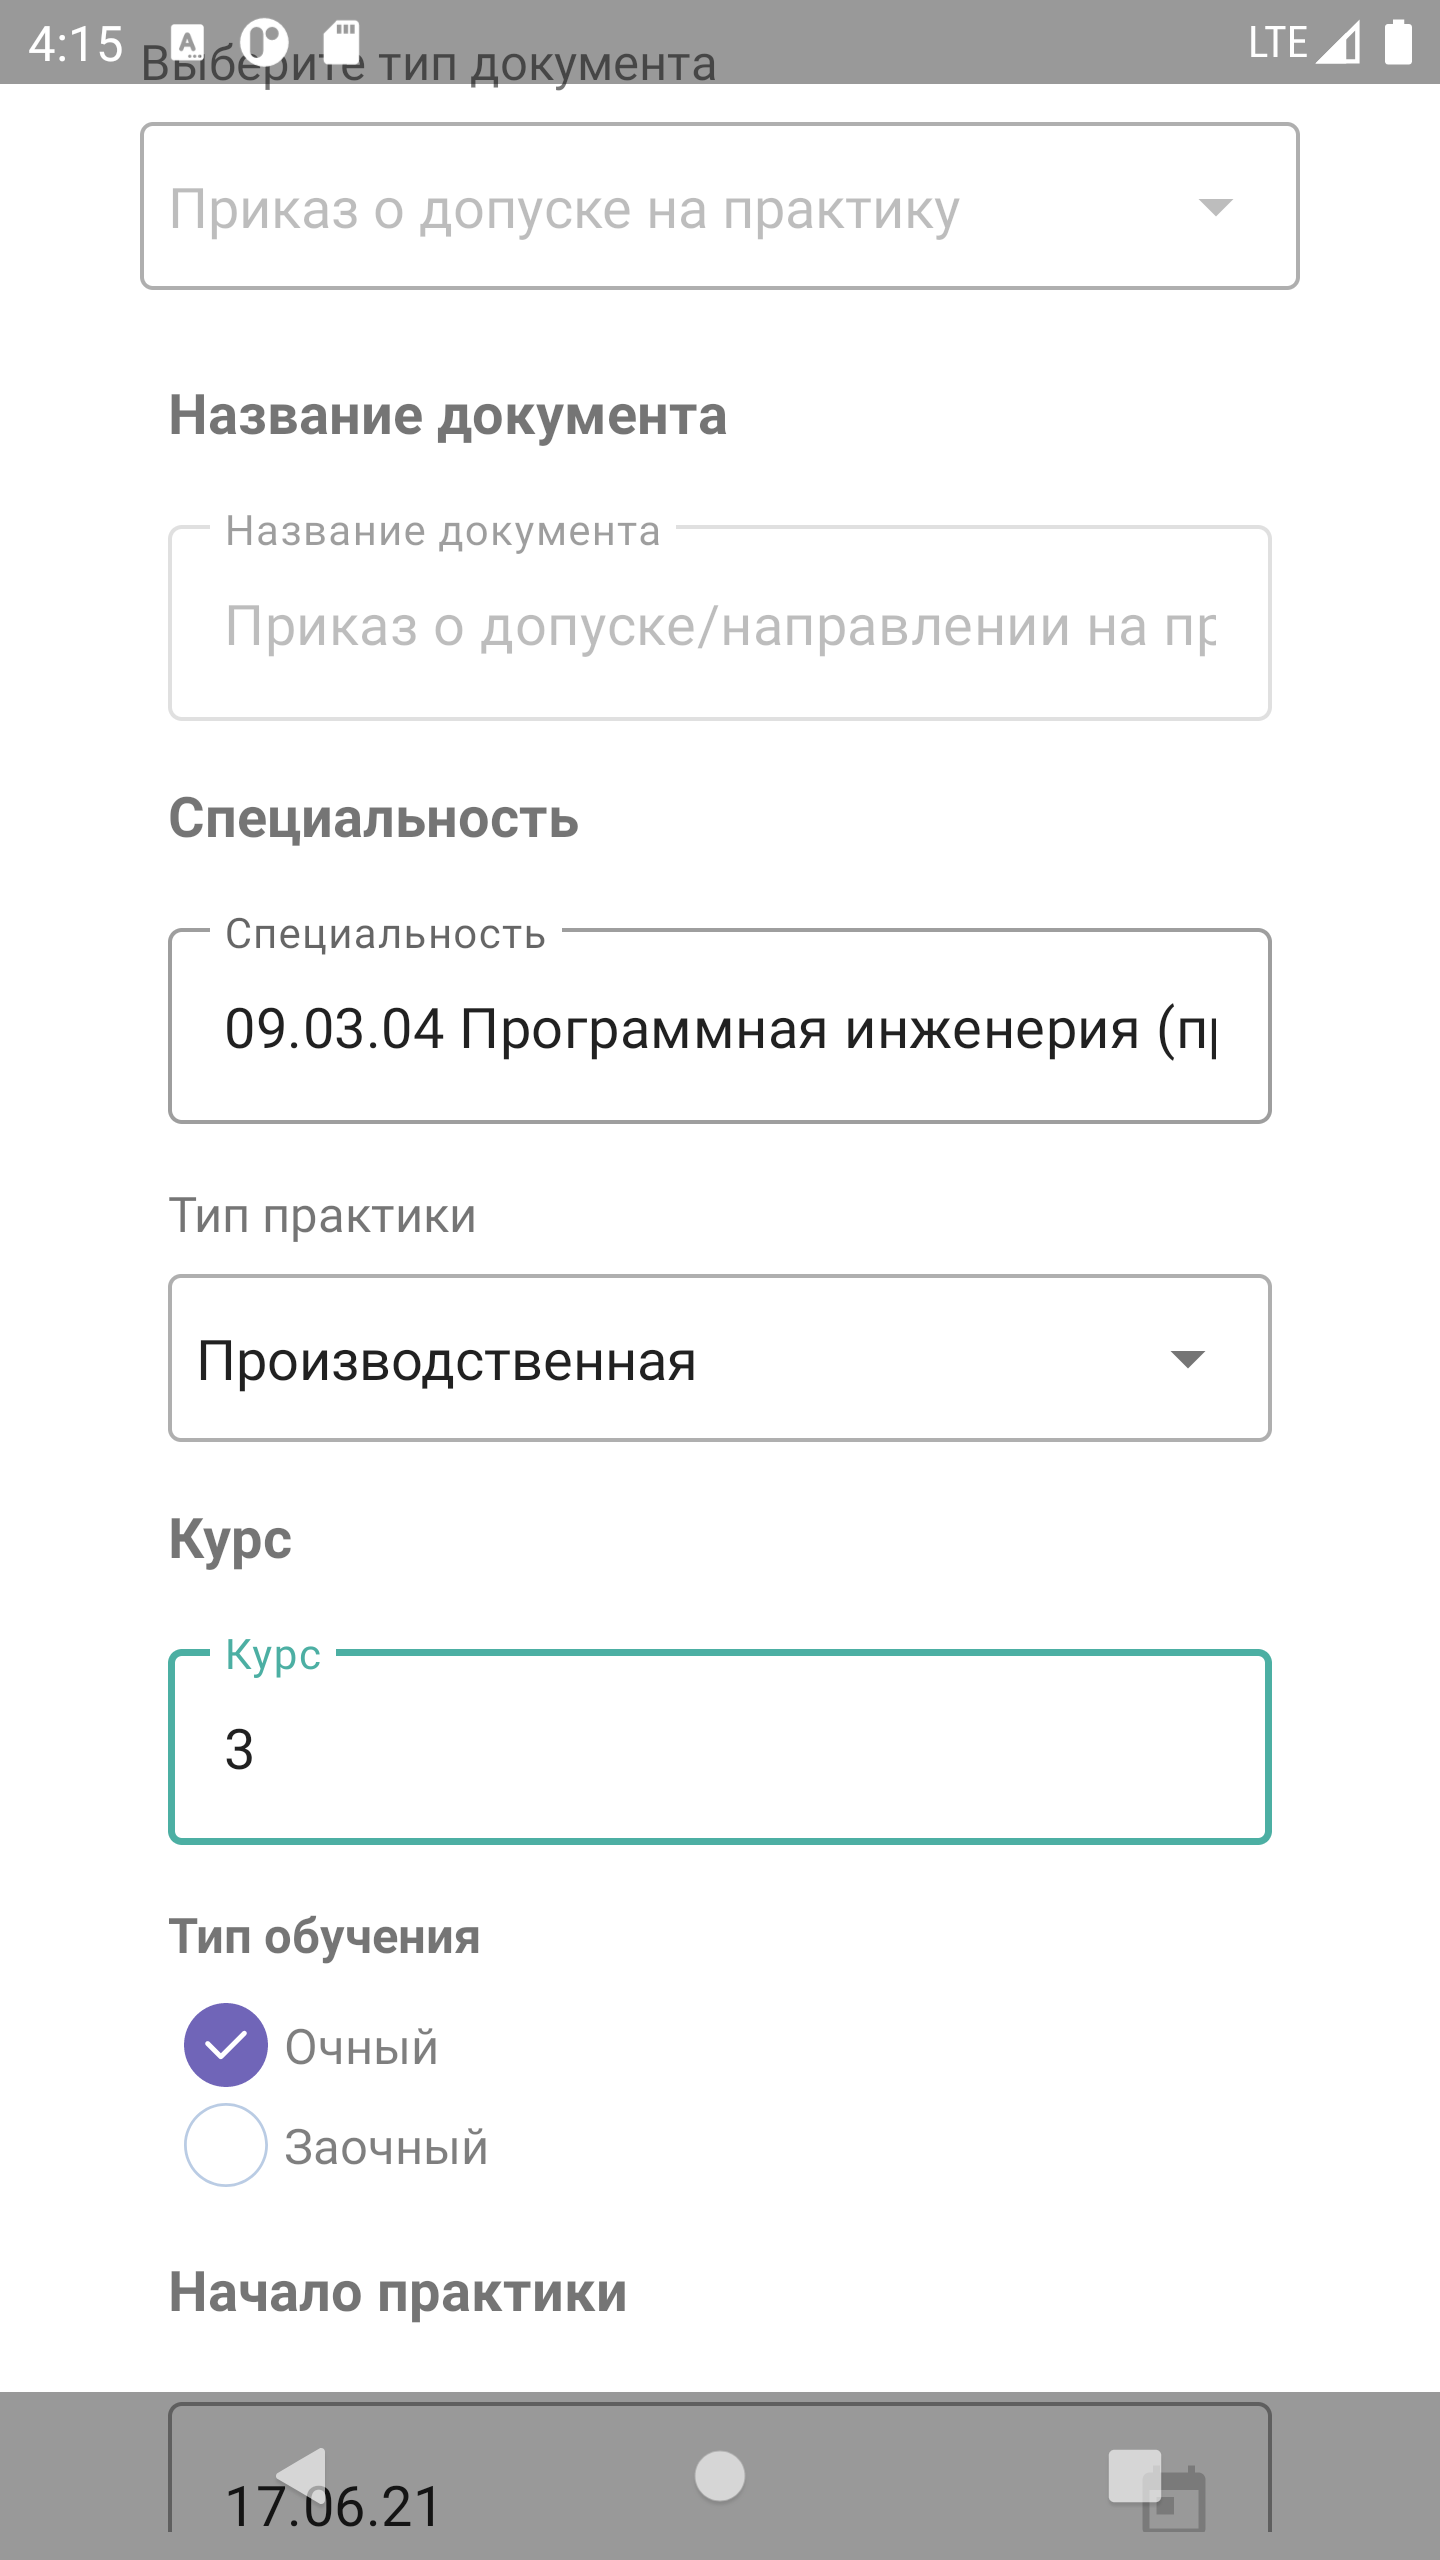 4:15
LTE
Выберите тип документа
Приказ о допуске на практику
Название документа
Название документа
Приказ о допуске/направлении на пр
Специальность
Специальность
09.03.04 Программная инженерия (пр
Тип практики
Производственная
Курс
Курс
3
Тип обучения
Очный
Заочный
Начало практики
17.06.21